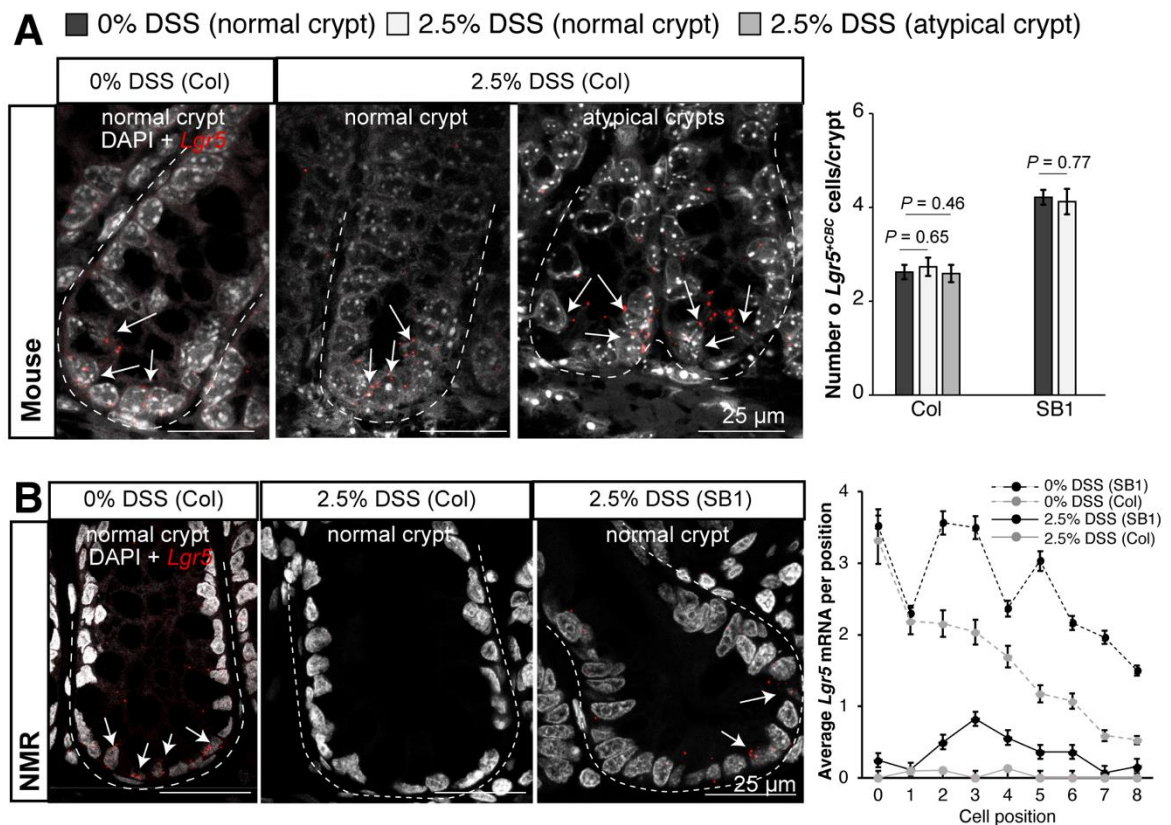 A
0% DSS (normal crypt) 2.5% DSS (normal crypt) 2.5% DSS (atypical crypt)
0% DSS (Col)
2.5% DSS (Col)
normal crypt
DAPI + Lgr5
normal crypt
atypical crypts
25 µm
Mouse
Number o Lgr5+CBC cells/crypt
6
4
2
0
P = 0.77
P = 0.46
P = 0.65
Col
SB1
B
0% DSS (Col)
2.5% DSS (Col)
2.5% DSS (SB1)
normal crypt
DAPI + Lgr5
normal crypt
normal crypt
25 µm
NMR
Average Lgr5 mRNA per position
4
3
2
1
0
0% DSS (SB1)
0% DSS (Col)
2.5% DSS (SB1)
2.5% DSS (Col)
0 1 2 3 4 5 6 7 8
Cell position